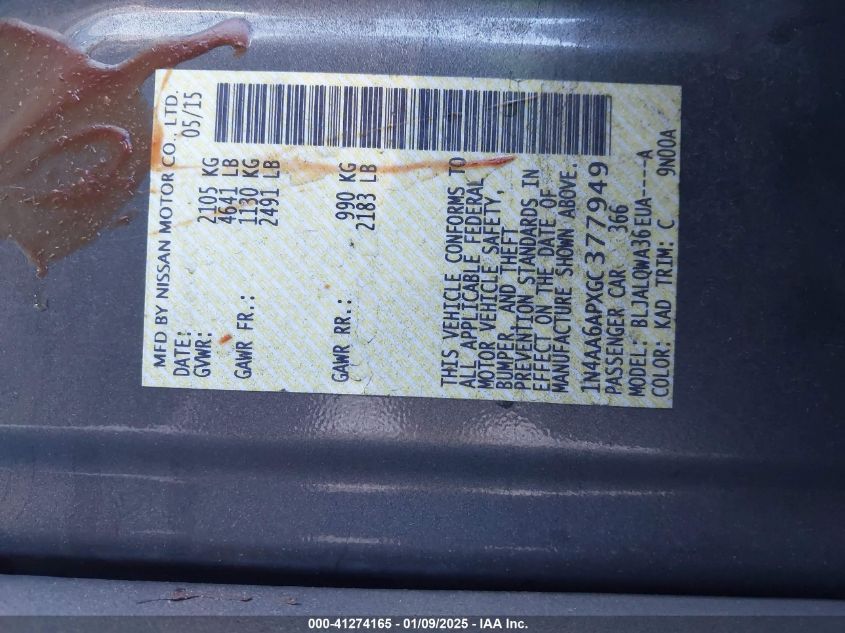 MFD BY NISSAN MOTOR CO., LTD.
DATE: 05/15
GVWR: 2105 KG
4641 LB
GAWR FR.: 1130 KG
2491 LB
GAWR RR.: 990 KG
2183 LB
THIS VEHICLE CONFORMS TO
ALL APPLICABLE FEDERAL
MOTOR VEHICLE SAFETY,
BUMPER, AND THEFT
PREVENTION STANDARDS IN
EFFECT ON THE DATE OF
MANUFACTURE SHOWN ABOVE.
1N4AA6APXGC377949
PASSENGER CAR 366
MODEL: BLJALQWA36EUA----A
COLOR: KAD TRIM: C 9N00A
000-41274165 - 01/09/2025 - IAA Inc.